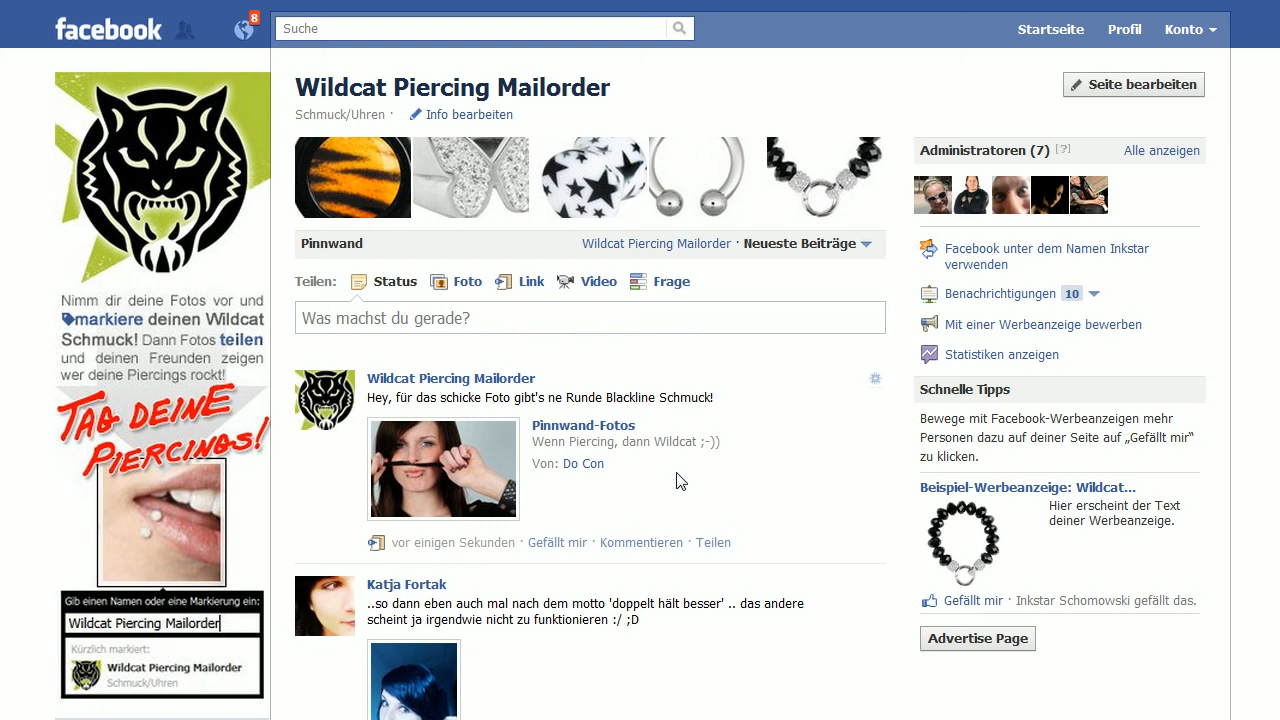 facebook
8
Suche
Startseite Profil Konto
Nimm dir deine Fotos vor und
markiere deinen Wildcat
Schmuck! Dann Fotos teilen
und deinen Freunden zeigen
wer deine Piercings rockt!
TAG DEINE
PIERCINGS!
Gib einen Namen oder eine Markierung ein:
Wildcat Piercing Mailorder
Kürzlich markiert:
Wildcat Piercing Mailorder
Schmuck/Uhren
Wildcat Piercing Mailorder
Schmuck/Uhren · Info bearbeiten
Pinnwand Wildcat Piercing Mailorder · Neueste Beiträge
Teilen: Status Foto Link Video Frage
Was machst du gerade?
Wildcat Piercing Mailorder
Hey, für das schicke Foto gibt's ne Runde Blackline Schmuck!
Pinnwand-Fotos
Wenn Piercing, dann Wildcat ;-))
Von: Do Con
vor einigen Sekunden · Gefällt mir · Kommentieren · Teilen
Katja Fortak
..so dann eben auch mal nach dem motto 'doppelt hält besser' .. das andere
scheint ja irgendwie nicht zu funktionieren :/ ;D
Seite bearbeiten
Administratoren (7) [?] Alle anzeigen
Facebook unter dem Namen Inkstar
verwenden
Benachrichtigungen 10
Mit einer Werbeanzeige bewerben
Statistiken anzeigen
Schnelle Tipps
Bewege mit Facebook-Werbeanzeigen mehr
Personen dazu auf deiner Seite auf „Gefällt mir“
zu klicken.
Beispiel-Werbeanzeige: Wildcat...
Hier erscheint der Text
deiner Werbeanzeige.
Gefällt mir · Inkstar Schomowski gefällt das.
Advertise Page